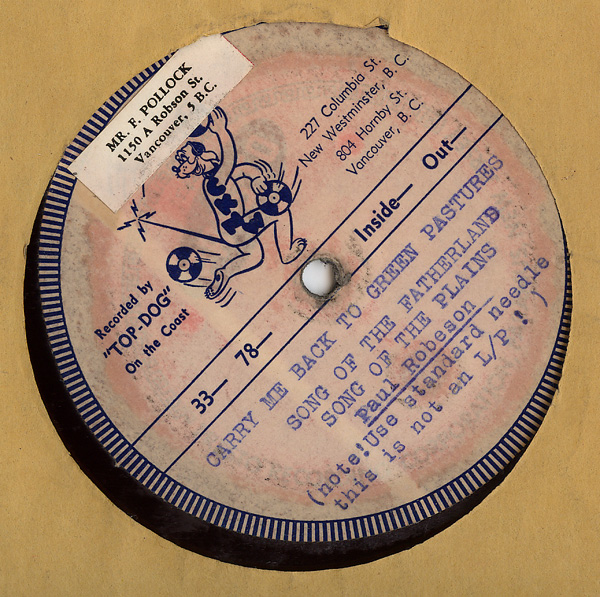 MR. F. POLLOCK
1150 A Robson St.
Vancouver, 5 B.C.
227 Columbia St.
New Westminster, B. C.
804 Hornby St.
Vancouver, B. C.
Recorded by
"TOP-DOG"
On the Coast
Inside— Out—
33— 78—
CARRY ME BACK TO GREEN PASTURES
SONG OF THE FATHERLAND
SONG OF THE PLAINS
Paul Robeson
(note!Use standard needle
this is not an L/P ! )